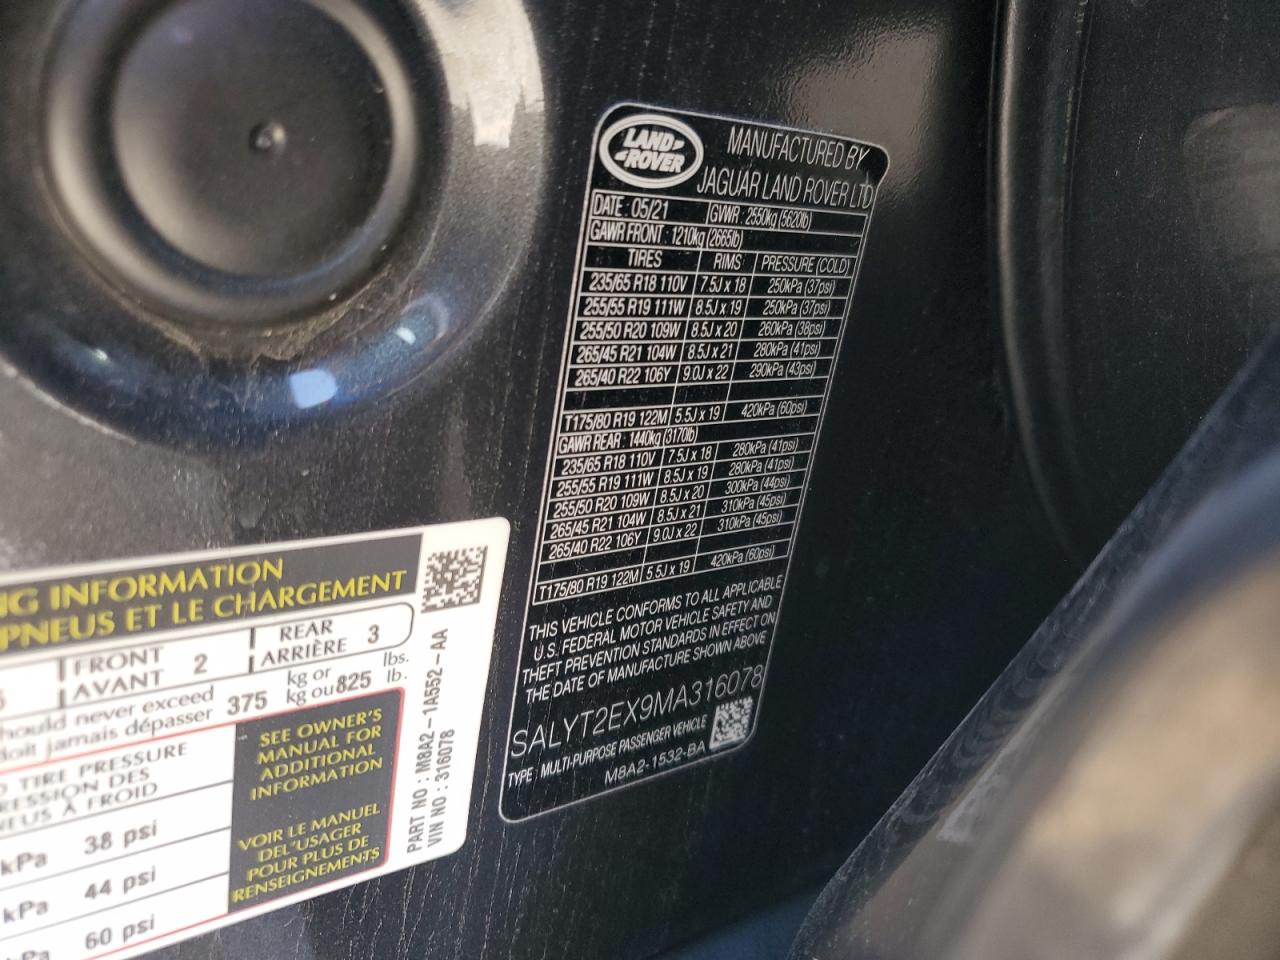 LAND ROVER
MANUFACTURED BY
JAGUAR LAND ROVER LTD
DATE : 05/21 GVWR : 2550kg (5620lb)
GAWR FRONT : 1210kg (2665lb)
TIRES RIMS PRESSURE (COLD)
235/65 R18 110V 7.5J x 18 250kPa (37psi)
255/55 R19 111W 8.5J x 19 250kPa (37psi)
255/50 R20 109W 8.5J x 20 260kPa (38psi)
265/45 R21 104W 8.5J x 21 280kPa (41psi)
265/40 R22 106Y 9.0J x 22 290kPa (43psi)
T175/80 R19 122M 5.5J x 19 420kPa (60psi)
GAWR REAR : 1440kg (3170lb)
235/65 R18 110V 7.5J x 18 280kPa (41psi)
255/55 R19 111W 8.5J x 19 280kPa (41psi)
255/50 R20 109W 8.5J x 20 300kPa (44psi)
265/45 R21 104W 8.5J x 21 310kPa (45psi)
265/40 R22 106Y 9.0J x 22 310kPa (45psi)
T175/80 R19 122M 5.5J x 19 420kPa (60psi)
THIS VEHICLE CONFORMS TO ALL APPLICABLE
U.S. FEDERAL MOTOR VEHICLE SAFETY AND
THEFT PREVENTION STANDARDS IN EFFECT ON
THE DATE OF MANUFACTURE SHOWN ABOVE
SALYT2EX9MA316078
TYPE : MULTI-PURPOSE PASSENGER VEHICLE
M8A2-1532-BA
NG INFORMATION
PNEUS ET LE CHARGEMENT
5 FRONT AVANT 2 REAR ARRIÈRE 3
should never exceed 375 kg or 825 lbs.
doit jamais dépasser kg ou lb.
TIRE PRESSURE
RESSION DES
NEUS À FROID
kPa 38 psi
kPa 44 psi
kPa 60 psi
SEE OWNER'S
MANUAL FOR
ADDITIONAL
INFORMATION
VOIR LE MANUEL
DEL'USAGER
POUR PLUS DE
RENSEIGNEMENTS
PART NO : M8A2-1A552-AA
VIN NO : 316078